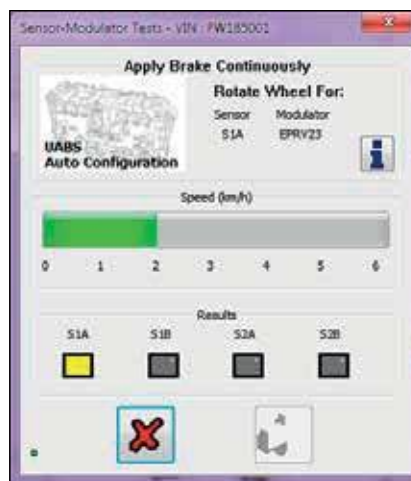 Sensor-Modulator Tests - VIN : PW185001
Apply Brake Continuously
Rotate Wheel For:
Sensor Modulator
S1A EPRV23
UABS
Auto Configuration
Speed (km/h)
0 1 2 3 4 5 6
Results
S1A S1B S2A S2B